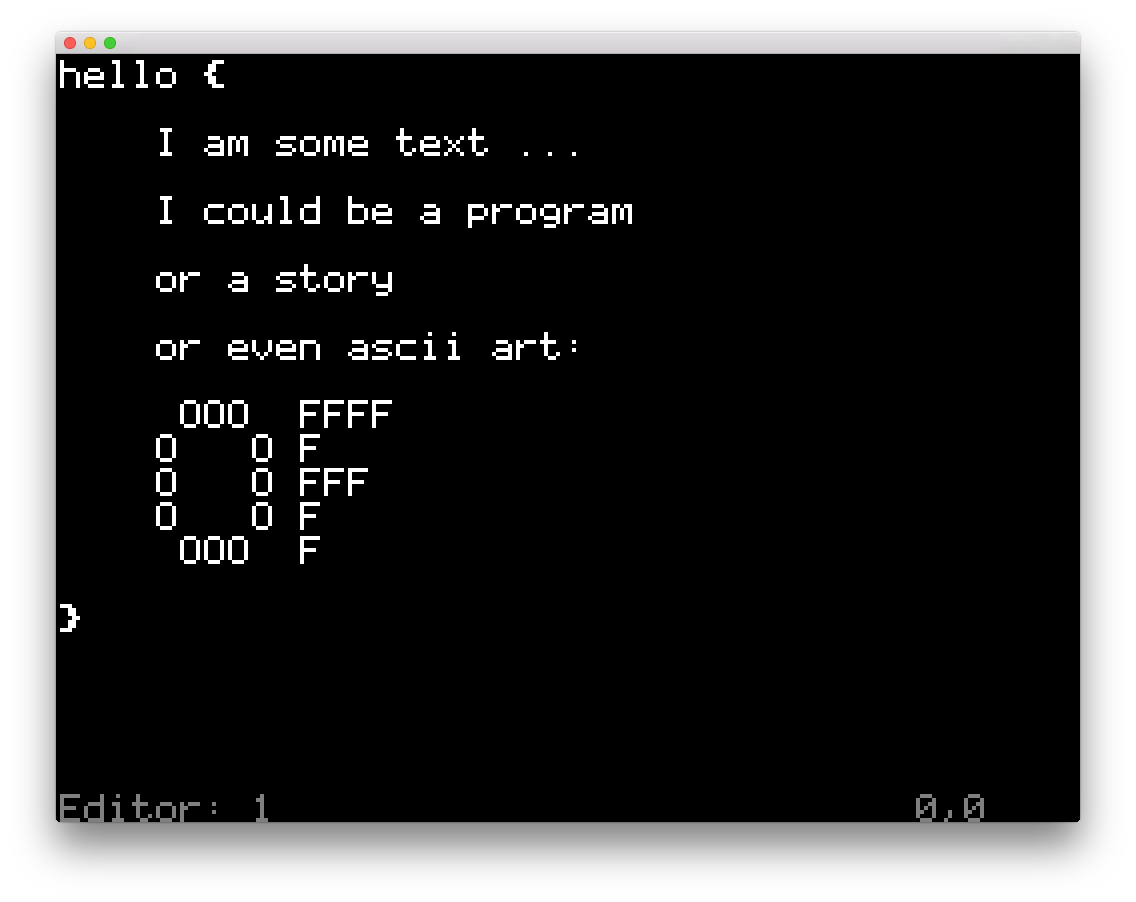 hello {
    I am some text ...
    I could be a program
    or a story
    or even ascii art:
     OOO  FFFF
    O   O F
    O   O FFF
    O   O F
     OOO  F
}
Editor: 1                           0,0